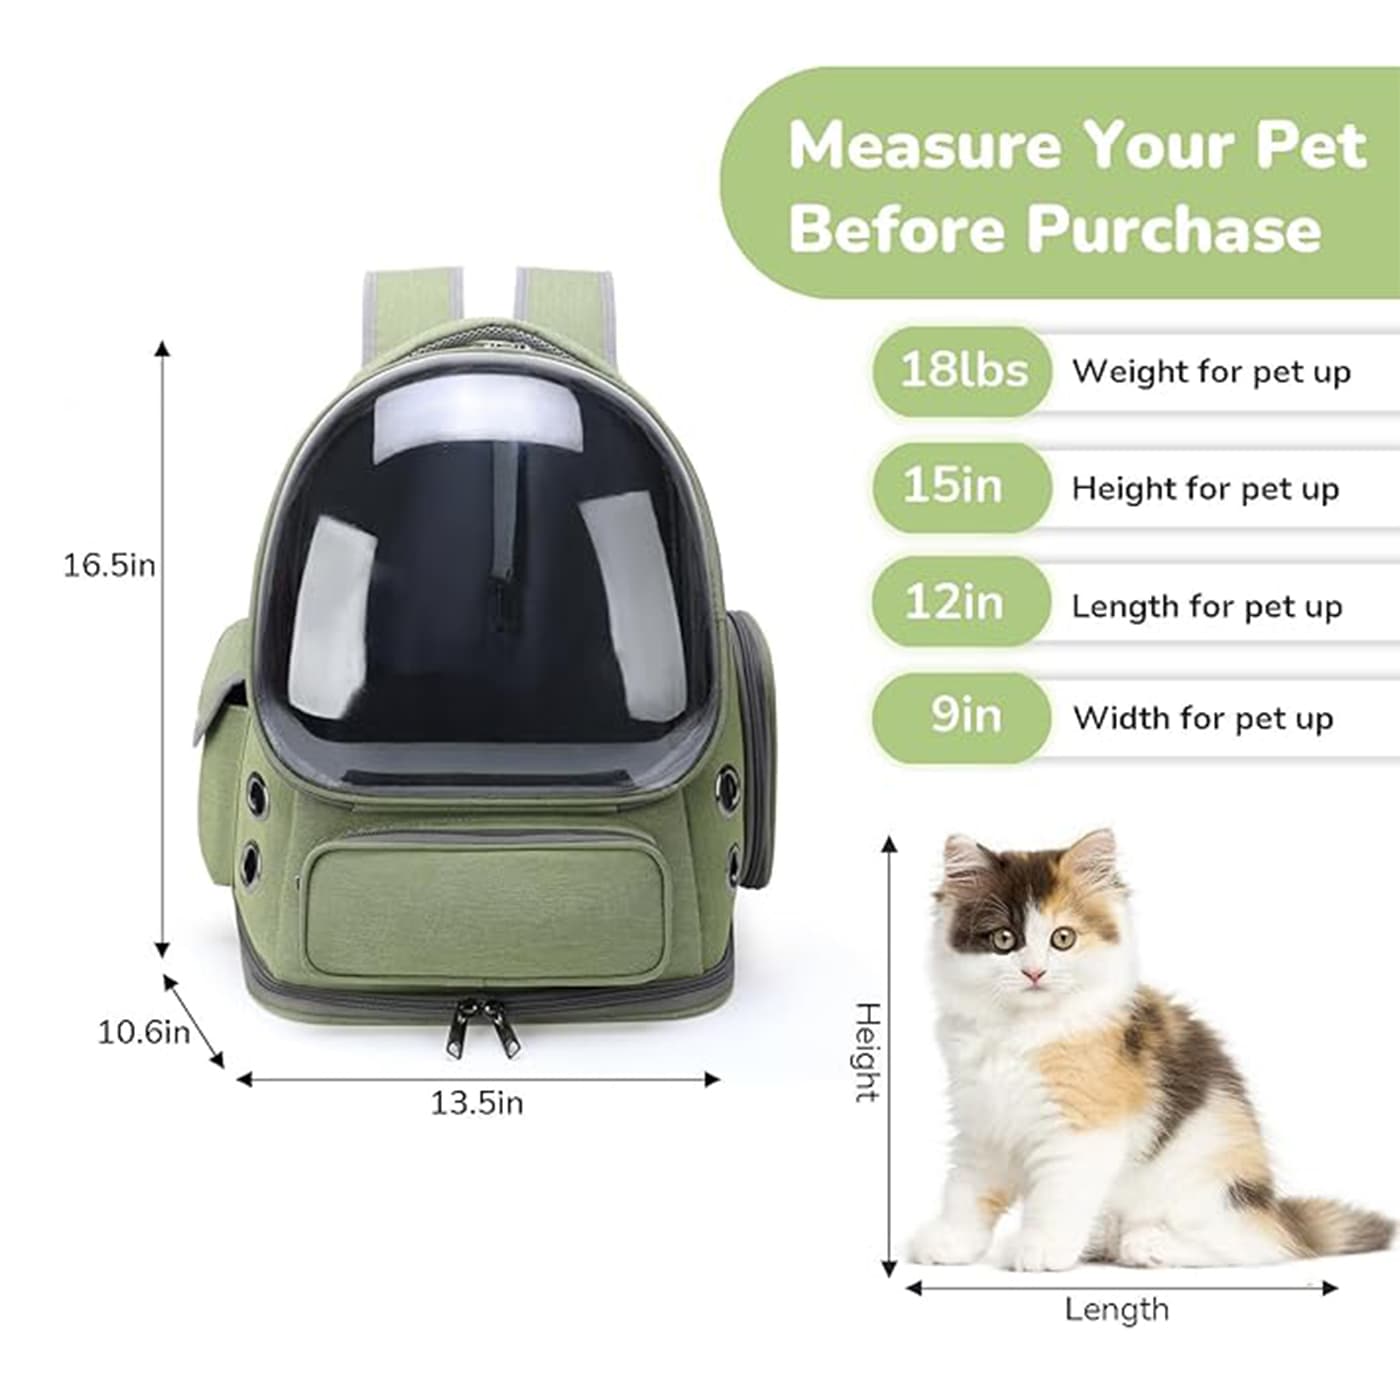 Measure Your Pet
Before Purchase
18lbs Weight for pet up
15in Height for pet up
12in Length for pet up
9in Width for pet up
16.5in
10.6in
13.5in
Height
Length